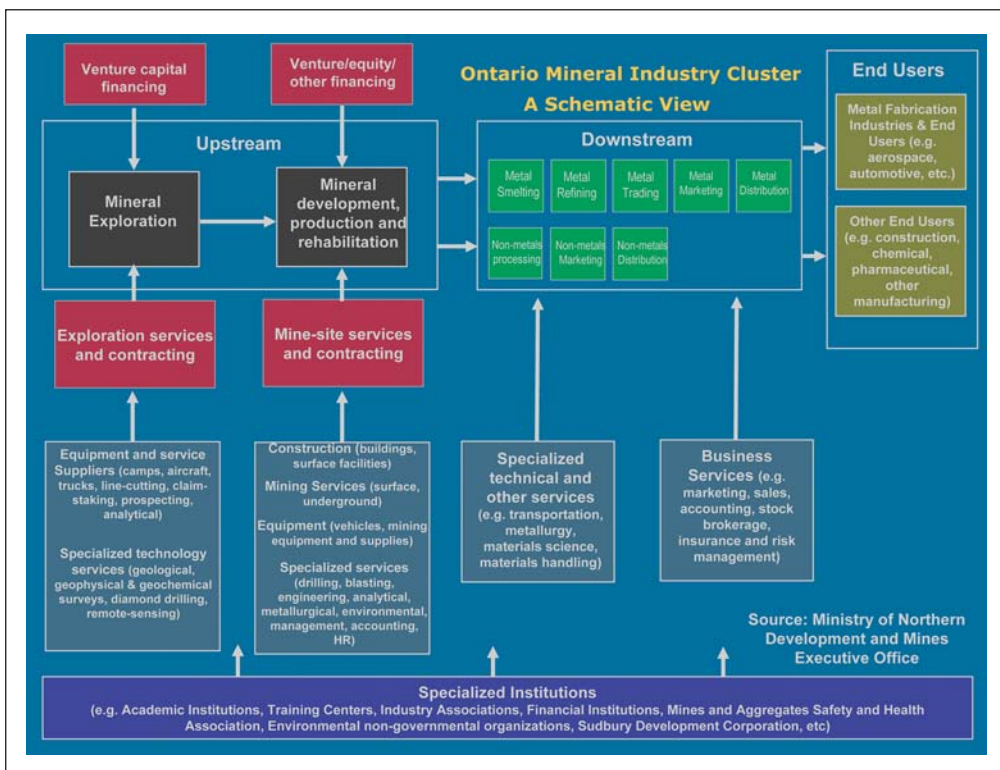 Venture capital
financing
Venture/equity/
other financing
Ontario Mineral Industry Cluster
A Schematic View
End Users
Upstream
Mineral
Exploration
Mineral
development,
production and
rehabilitation
Downstream
Metal
Smelting
Metal
Refining
Metal
Trading
Metal
Marketing
Metal
Distribution
Non-metals
processing
Non-metals
Marketing
Non-metals
Distribution
Metal Fabrication
Industries & End
Users (e.g.
aerospace,
automotive, etc.)
Other End Users
(e.g. construction,
chemical,
pharmaceutical,
other
manufacturing)
Exploration services
and contracting
Mine-site services
and contracting
Equipment and service
Suppliers (camps, aircraft,
trucks, line-cutting, claim-
staking, prospecting,
analytical)
Specialized technology
services (geological,
geophysical & geochemical
surveys, diamond drilling,
remote-sensing)
Construction (buildings,
surface facilities)
Mining Services (surface,
underground)
Equipment (vehicles, mining
equipment and supplies)
Specialized services
(drilling, blasting,
engineering, analytical,
metallurgical, environmental,
management, accounting,
HR)
Specialized
technical and
other services
(e.g. transportation,
metallurgy,
materials science,
materials handling)
Business
Services (e.g.
marketing, sales,
accounting, stock
brokerage,
insurance and risk
management)
Source: Ministry of Northern
Development and Mines
Executive Office
Specialized Institutions
(e.g. Academic Institutions, Training Centers, Industry Associations, Financial Institutions, Mines and Aggregates Safety and Health
Association, Environmental non-governmental organizations, Sudbury Development Corporation, etc)